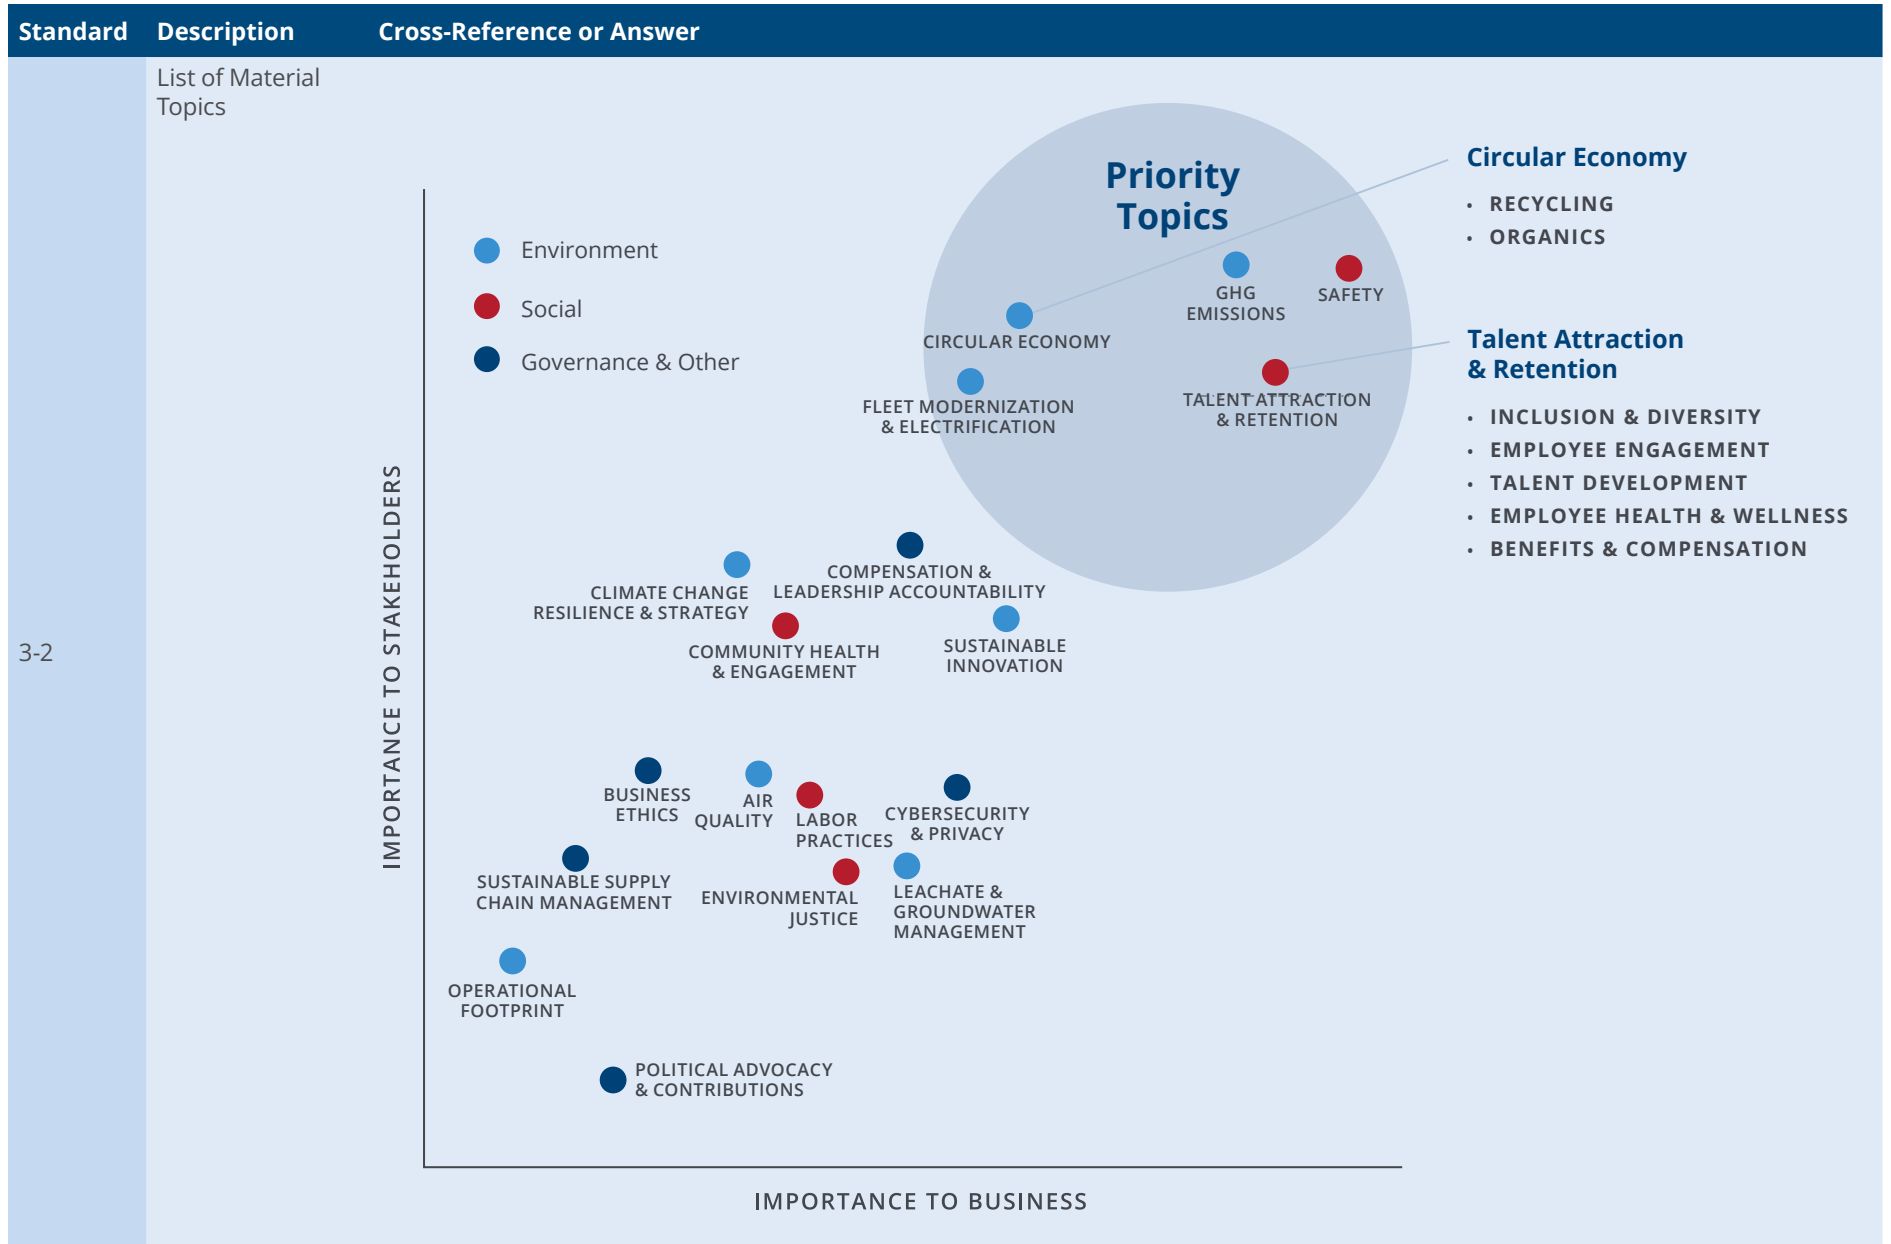 Standard Description Cross-Reference or Answer
3-2
List of Material
Topics
Environment
Social
Governance & Other
Priority
Topics
GHG
EMISSIONS
SAFETY
CIRCULAR ECONOMY
FLEET MODERNIZATION
& ELECTRIFICATION
TALENT ATTRACTION
& RETENTION
Circular Economy
• RECYCLING
• ORGANICS
Talent Attraction
& Retention
• INCLUSION & DIVERSITY
• EMPLOYEE ENGAGEMENT
• TALENT DEVELOPMENT
• EMPLOYEE HEALTH & WELLNESS
• BENEFITS & COMPENSATION
IMPORTANCE TO STAKEHOLDERS
CLIMATE CHANGE
RESILIENCE & STRATEGY
COMPENSATION &
LEADERSHIP ACCOUNTABILITY
COMMUNITY HEALTH
& ENGAGEMENT
SUSTAINABLE
INNOVATION
BUSINESS
ETHICS
AIR
QUALITY
LABOR
PRACTICES
CYBERSECURITY
& PRIVACY
SUSTAINABLE SUPPLY
CHAIN MANAGEMENT
ENVIRONMENTAL
JUSTICE
LEACHATE &
GROUNDWATER
MANAGEMENT
OPERATIONAL
FOOTPRINT
POLITICAL ADVOCACY
& CONTRIBUTIONS
IMPORTANCE TO BUSINESS